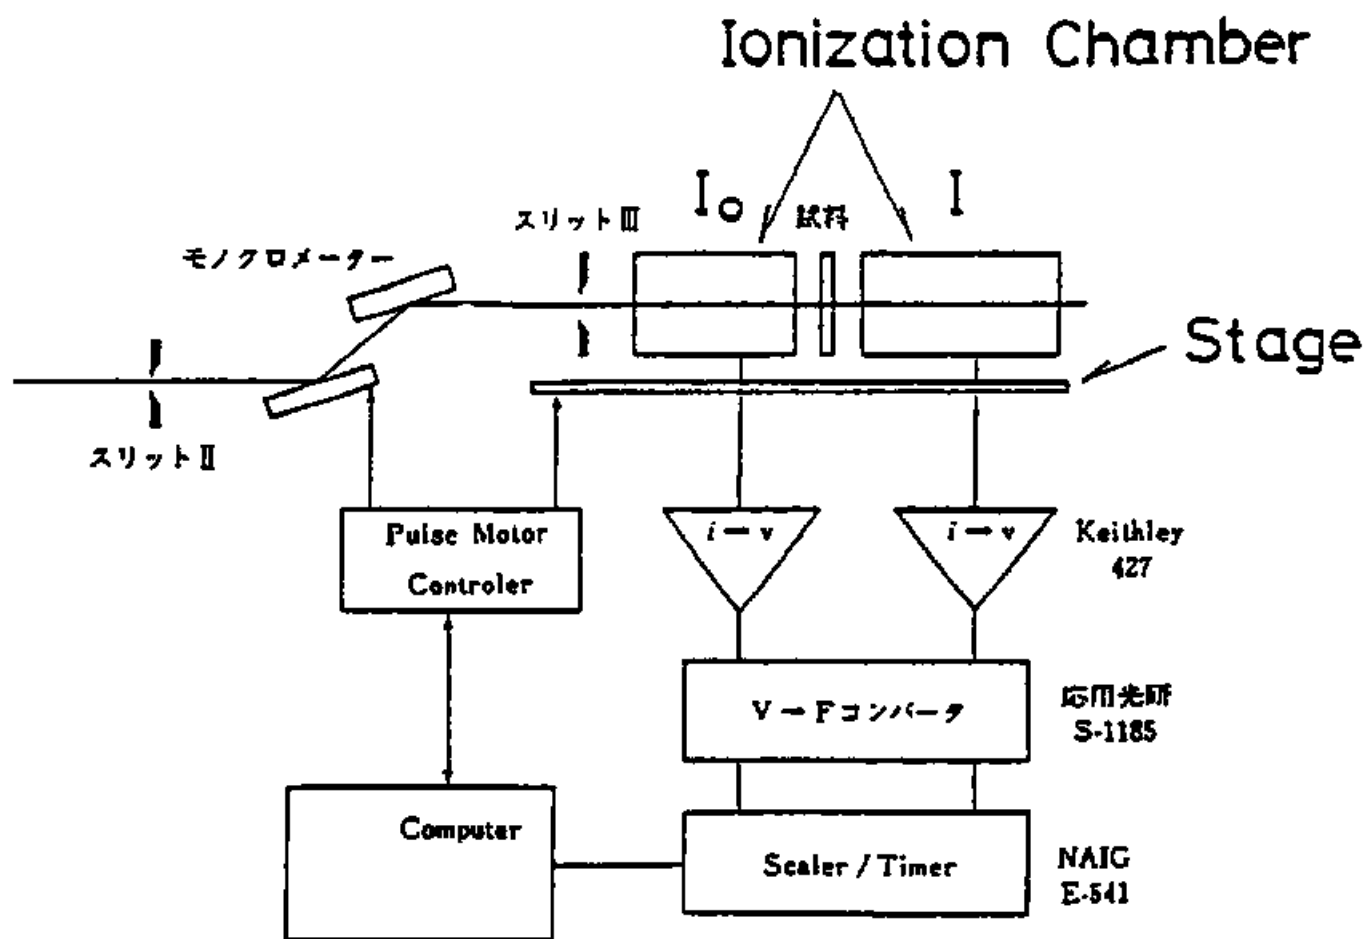 Ionization Chamber
I₀
試料
I
スリットⅢ
モノクロメーター
Stage
スリットⅡ
Pulse Motor
Controler
i → v
i → v
Keithley
427
V → Fコンバータ
応用光研
S-1185
Computer
Scaler / Timer
NAIG
E-541